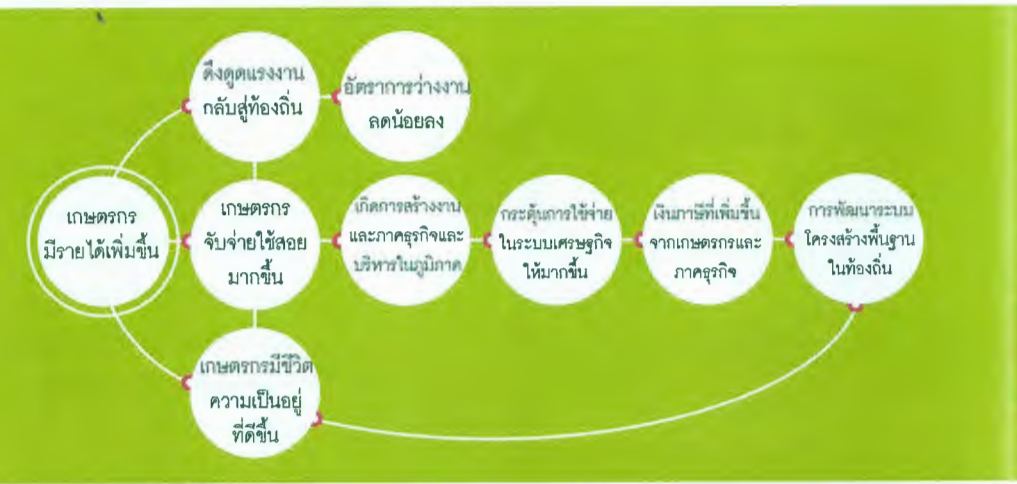 ดึงดูดแรงงาน
กลับสู่ท้องถิ่น
อัตราการว่างงาน
ลดน้อยลง
เกษตรกร
มีรายได้เพิ่มขึ้น
เกษตรกร
จับจ่ายใช้สอย
มากขึ้น
เกิดการสร้างงาน
และภาคธุรกิจและ
บริหารในภูมิภาค
กระตุ้นการใช้จ่าย
ในระบบเศรษฐกิจ
ให้มากขึ้น
เงินภาษีที่เพิ่มขึ้น
จากเกษตรกรและ
ภาคธุรกิจ
การพัฒนาระบบ
โครงสร้างพื้นฐาน
ในท้องถิ่น
เกษตรกรมีชีวิต
ความเป็นอยู่
ที่ดีขึ้น